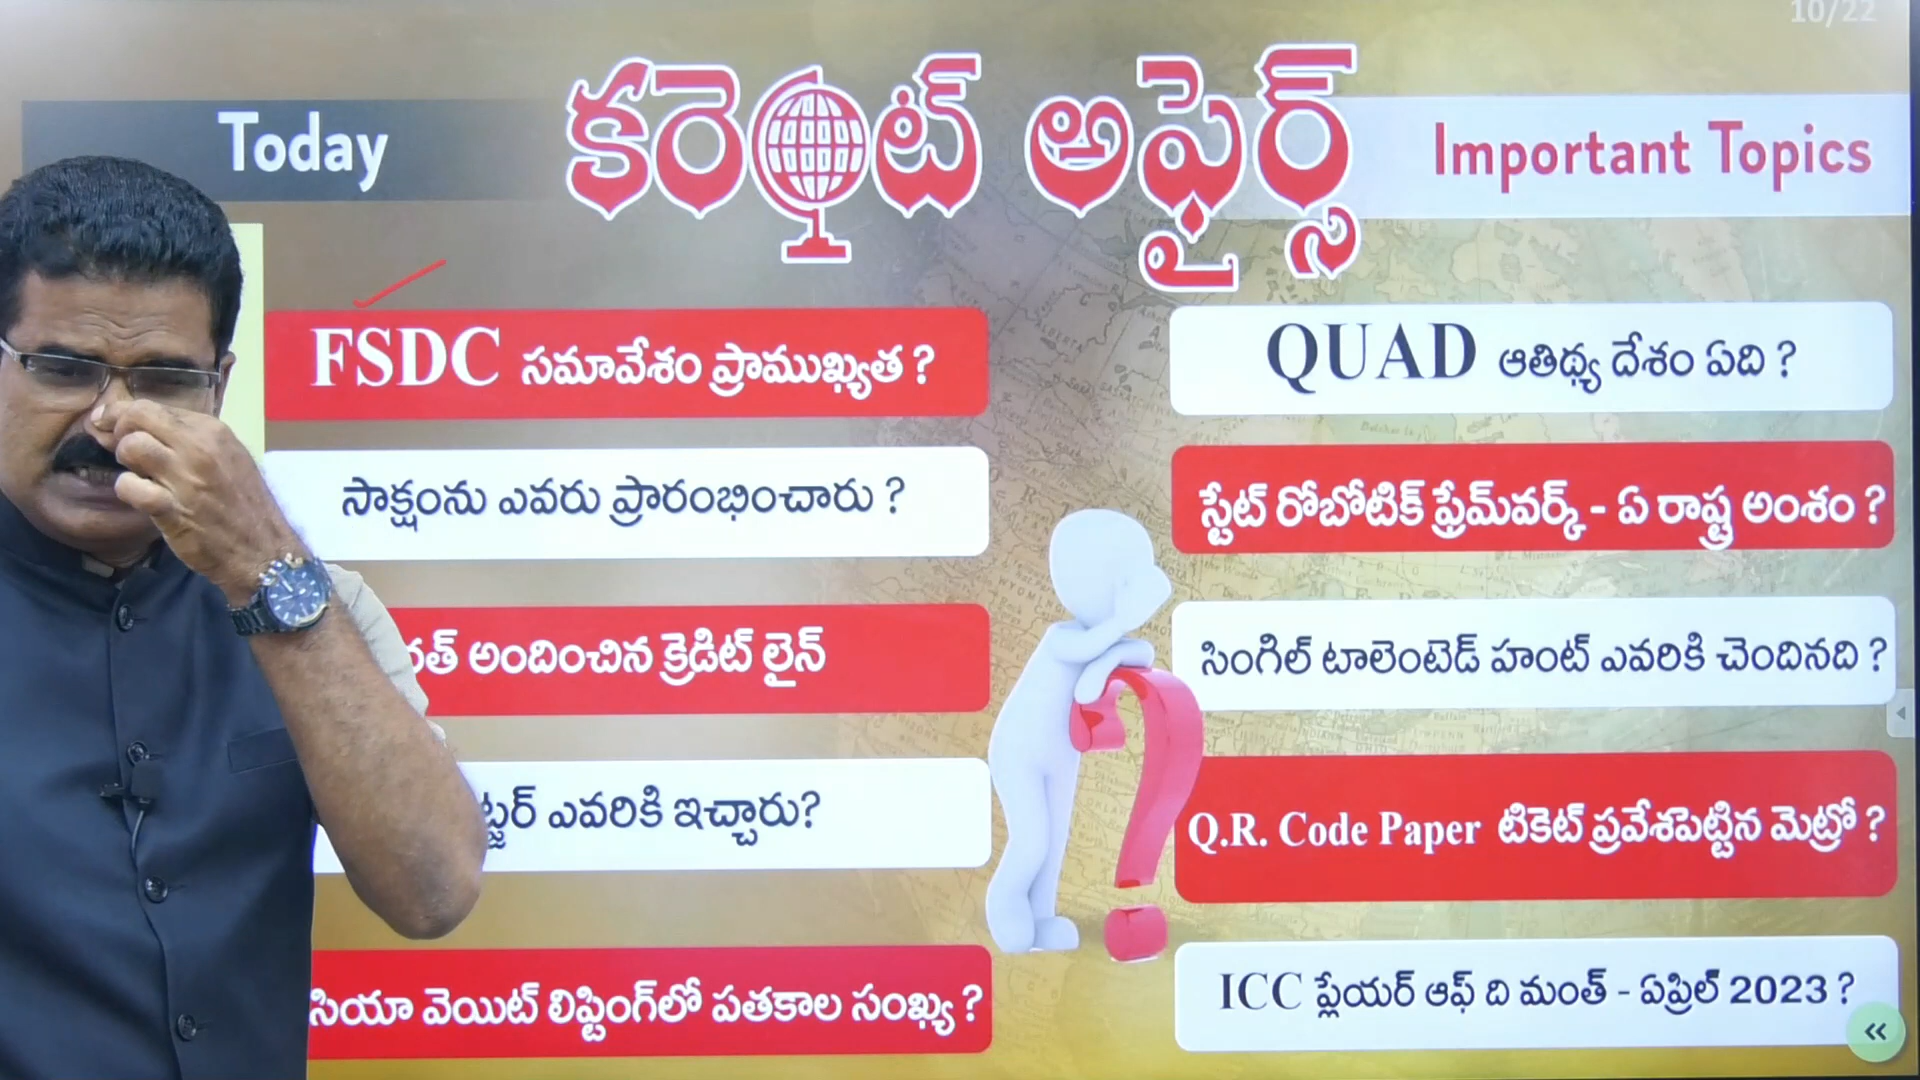 10/22
Today
కరెంట్ అఫైర్స్
Important Topics
FSDC సమావేశం ప్రాముఖ్యత ?
సాక్షంను ఎవరు ప్రారంభించారు ?
అందించిన క్రెడిట్ లైన్
ఎవరికి ఇచ్చారు?
వెయిట్ లిఫ్టింగ్‌లో పతకాల సంఖ్య ?
QUAD ఆతిథ్య దేశం ఏది ?
స్టేట్ రోబోటిక్ ఫ్రేమ్‌వర్క్ - ఏ రాష్ట్ర అంశం ?
సింగిల్ టాలెంటెడ్ హంట్ ఎవరికి చెందినది ?
Q.R. Code Paper టికెట్ ప్రవేశపెట్టిన మెట్రో ?
ICC ప్లేయర్ ఆఫ్ ది మంత్ - ఏప్రిల్ 2023 ?